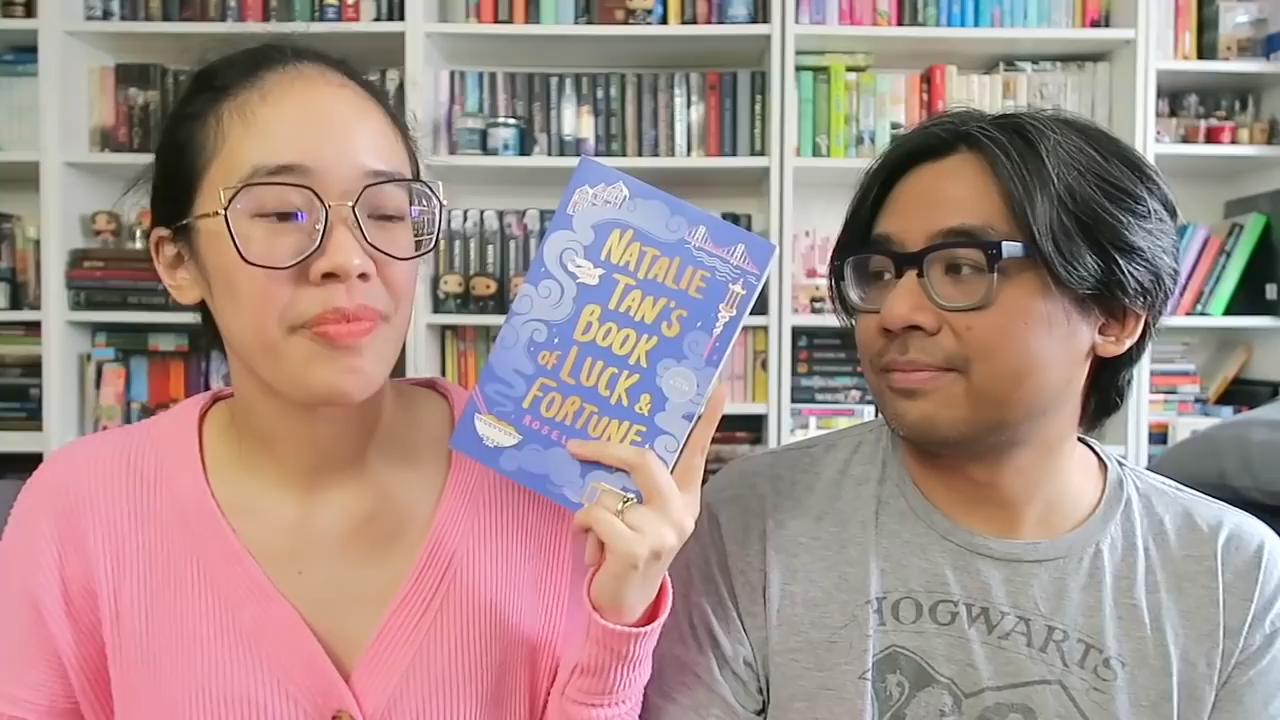 NATALIE
TAN'S
BOOK
OF LUCK &
FORTUNE
HOGWARTS